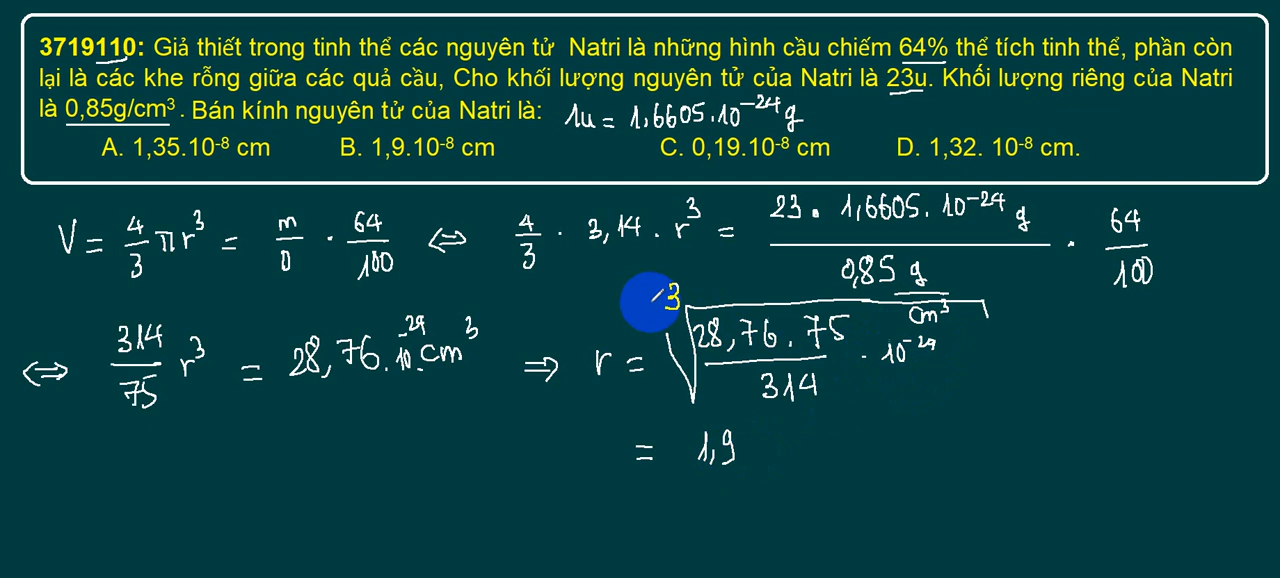 3719110: Giả thiết trong tinh thể các nguyên tử Natri là những hình cầu chiếm 64% thể tích tinh thể, phần còn
lại là các khe rỗng giữa các quả cầu, Cho khối lượng nguyên tử của Natri là 23u. Khối lượng riêng của Natri
là 0,85g/cm³ . Bán kính nguyên tử của Natri là: 1u = 1,6605.10⁻²⁴ g
A. 1,35.10⁻⁸ cm B. 1,9.10⁻⁸ cm C. 0,19.10⁻⁸ cm D. 1,32. 10⁻⁸ cm.
V = 4/3 π r³ = m/D . 64/100 ⇔ 4/3 . 3,14 . r³ = 23 . 1,6605 . 10⁻²⁴ g / 0,85 g/cm³ . 64/100
⇔ 314/75 r³ = 28,76 . 10⁻²⁴ . cm³ ⇒ r = ³√(28,76 . 75 / 314 . 10⁻²⁴)
= 1,9